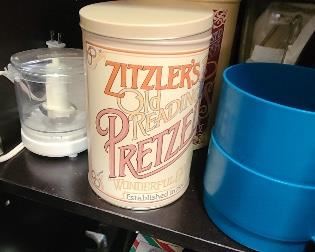 ZITZLER'S
Old
READING
PRETZE
WONDERFUL
Established in